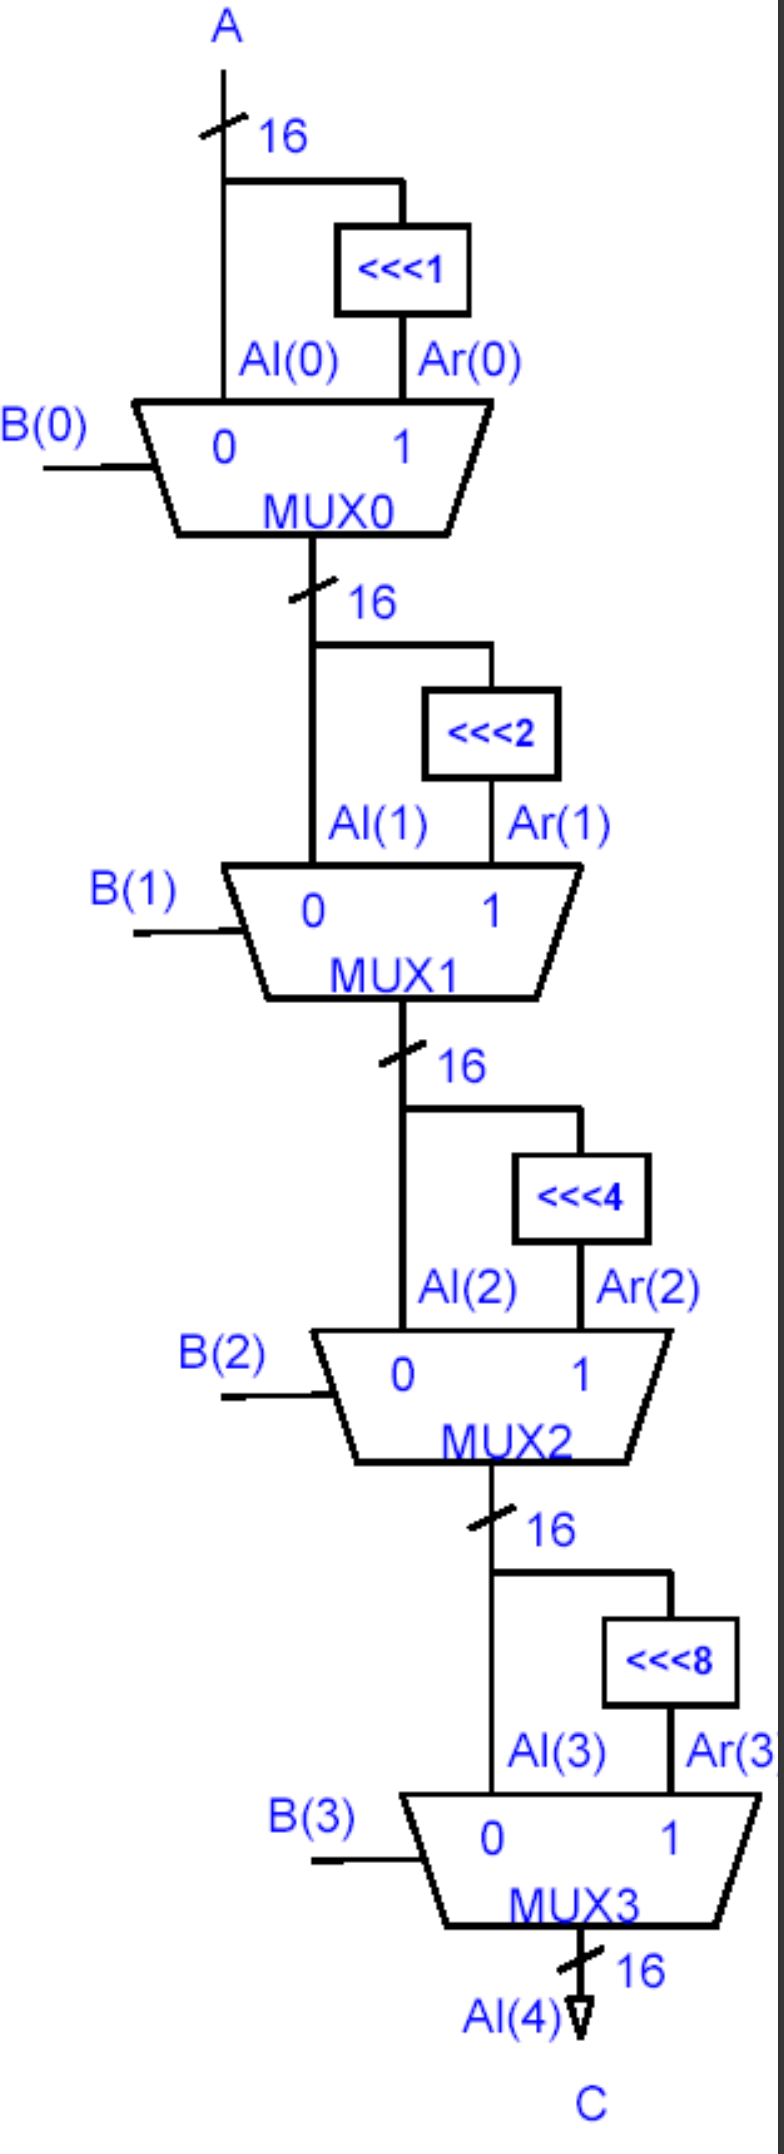 A
16
<<<1
Al(0) Ar(0)
B(0)
0 1
MUX0
16
<<<2
Al(1) Ar(1)
B(1)
0 1
MUX1
16
<<<4
Al(2) Ar(2)
B(2)
0 1
MUX2
16
<<<8
Al(3) Ar(3
B(3)
0 1
MUX3
16
Al(4)
C